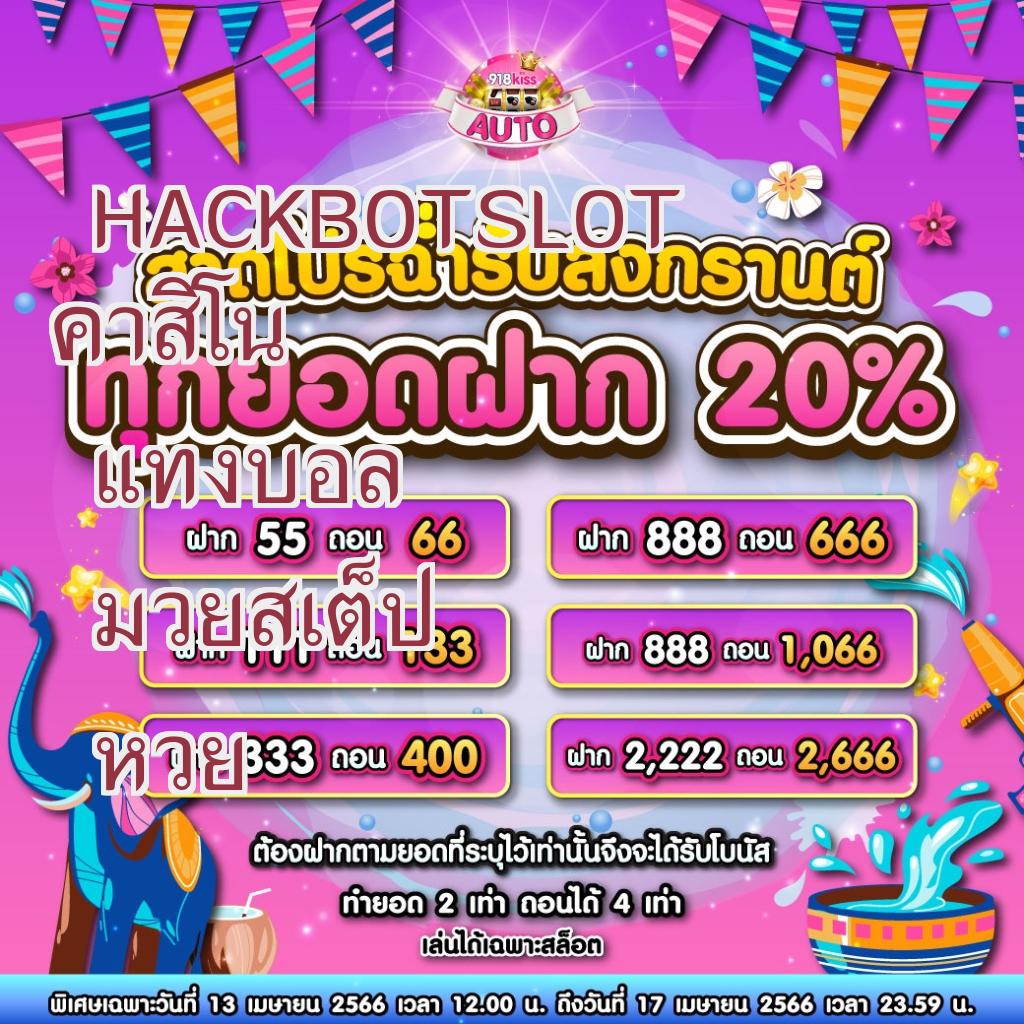 918kiss
AUTO
HACKBOTSLOT
คาสิโน
ทุกยอดฝาก 20%
แทงบอล
ฝาก 55 ถอน 66
ฝาก 888 ถอน 666
มวยสเต็ป
ฝาก 888 ถอน 1,066
หวย
333 ถอน 400
ฝาก 2,222 ถอน 2,666
ต้องฝากตามยอดที่ระบุไว้เท่านั้นจึงจะได้รับโบนัส
ทำยอด 2 เท่า ถอนได้ 4 เท่า
เล่นได้เฉพาะสล็อต
พิเศษเฉพาะวันที่ 13 เมษายน 2566 เวลา 12.00 น. ถึงวันที่ 17 เมษายน 2566 เวลา 23.59 น.